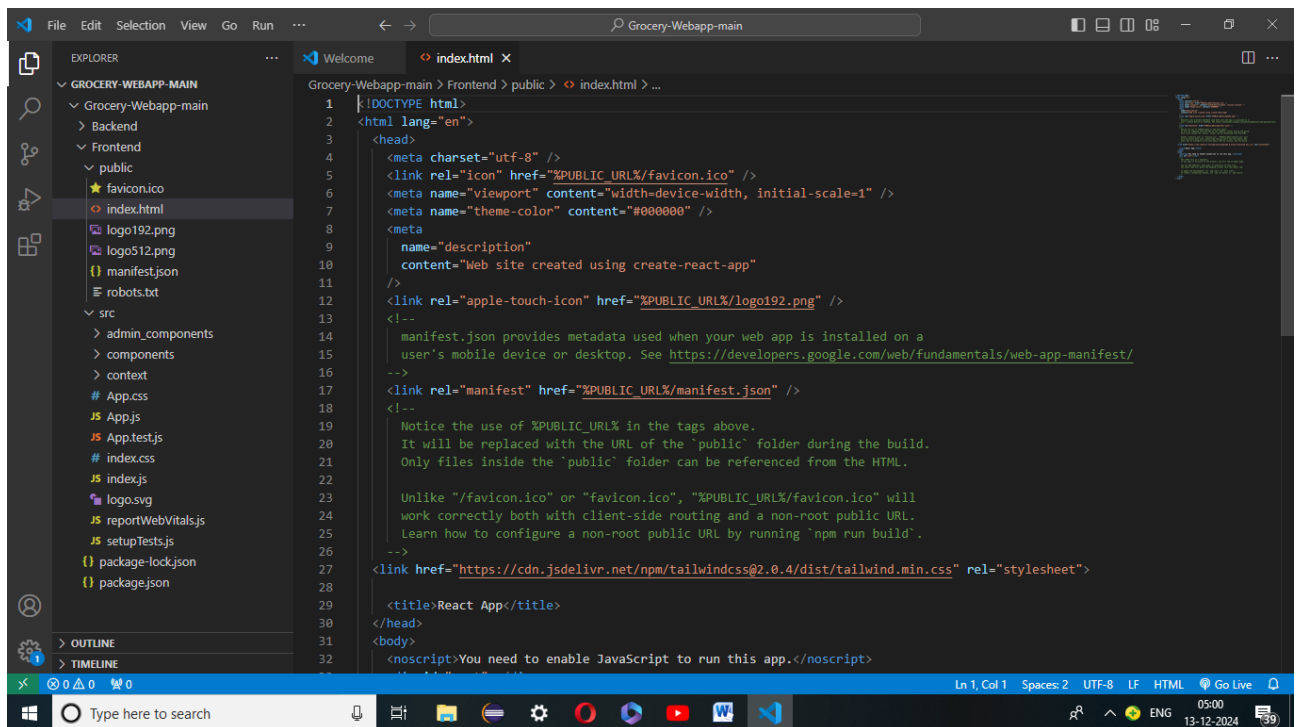 File Edit Selection View Go Run ··· Grocery-Webapp-main
EXPLORER ···
GROCERY-WEBAPP-MAIN
Grocery-Webapp-main
Backend
Frontend
public
favicon.ico
index.html
logo192.png
logo512.png
{} manifest.json
robots.txt
src
admin_components
components
context
# App.css
JS App.js
JS App.test.js
# index.css
JS index.js
logo.svg
JS reportWebVitals.js
JS setupTests.js
{} package-lock.json
{} package.json
OUTLINE
TIMELINE
1
Welcome <> index.html ×
Grocery-Webapp-main > Frontend > public > <> index.html > ...
1 <!DOCTYPE html>
2 <html lang="en">
3 <head>
4 <meta charset="utf-8" />
5 <link rel="icon" href="%PUBLIC_URL%/favicon.ico" />
6 <meta name="viewport" content="width=device-width, initial-scale=1" />
7 <meta name="theme-color" content="#000000" />
8 <meta
9 name="description"
10 content="Web site created using create-react-app"
11 />
12 <link rel="apple-touch-icon" href="%PUBLIC_URL%/logo192.png" />
13 <!--
14 manifest.json provides metadata used when your web app is installed on a
15 user's mobile device or desktop. See https://developers.google.com/web/fundamentals/web-app-manifest/
16 -->
17 <link rel="manifest" href="%PUBLIC_URL%/manifest.json" />
18 <!--
19 Notice the use of %PUBLIC_URL% in the tags above.
20 It will be replaced with the URL of the `public` folder during the build.
21 Only files inside the `public` folder can be referenced from the HTML.
22
23 Unlike "/favicon.ico" or "favicon.ico", "%PUBLIC_URL%/favicon.ico" will
24 work correctly both with client-side routing and a non-root public URL.
25 Learn how to configure a non-root public URL by running `npm run build`.
26 -->
27 <link href="https://cdn.jsdelivr.net/npm/tailwindcss@2.0.4/dist/tailwind.min.css" rel="stylesheet">
28
29 <title>React App</title>
30 </head>
31 <body>
32 <noscript>You need to enable JavaScript to run this app.</noscript>
0 0 0 Ln 1, Col 1 Spaces: 2 UTF-8 LF HTML Go Live
Type here to search ENG 05:00
13-12-2024 39